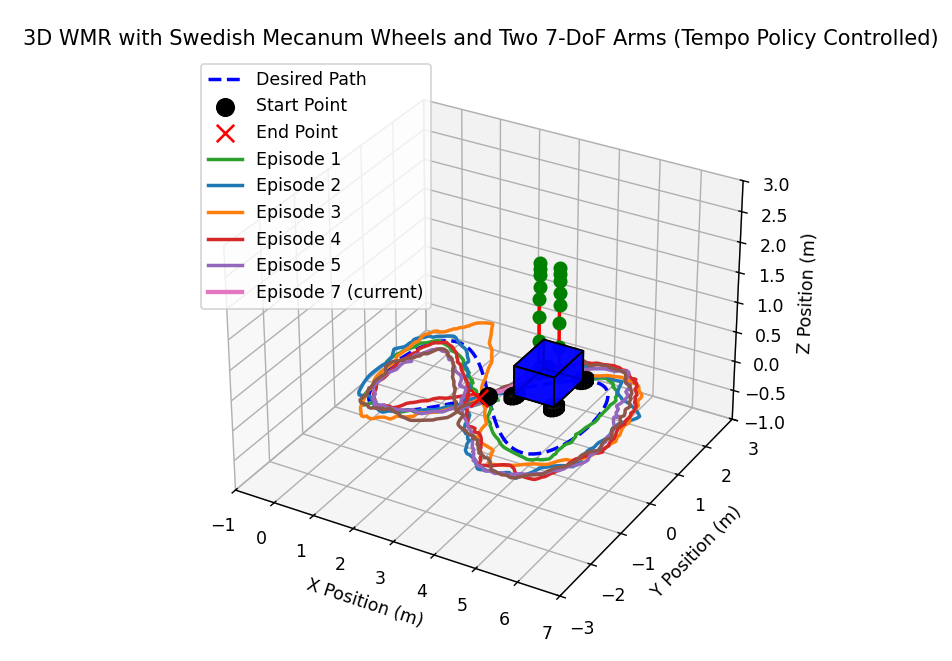 3D WMR with Swedish Mecanum Wheels and Two 7-DoF Arms (Tempo Policy Controlled)
Desired Path
Start Point
End Point
Episode 1
Episode 2
Episode 3
Episode 4
Episode 5
Episode 7 (current)
3.0
2.5
2.0
1.5
1.0
0.5
0.0
−0.5
−1.0
Z Position (m)
3
2
1
0
−1
−2
−3
Y Position (m)
−1
0
1
2
3
4
5
6
7
X Position (m)